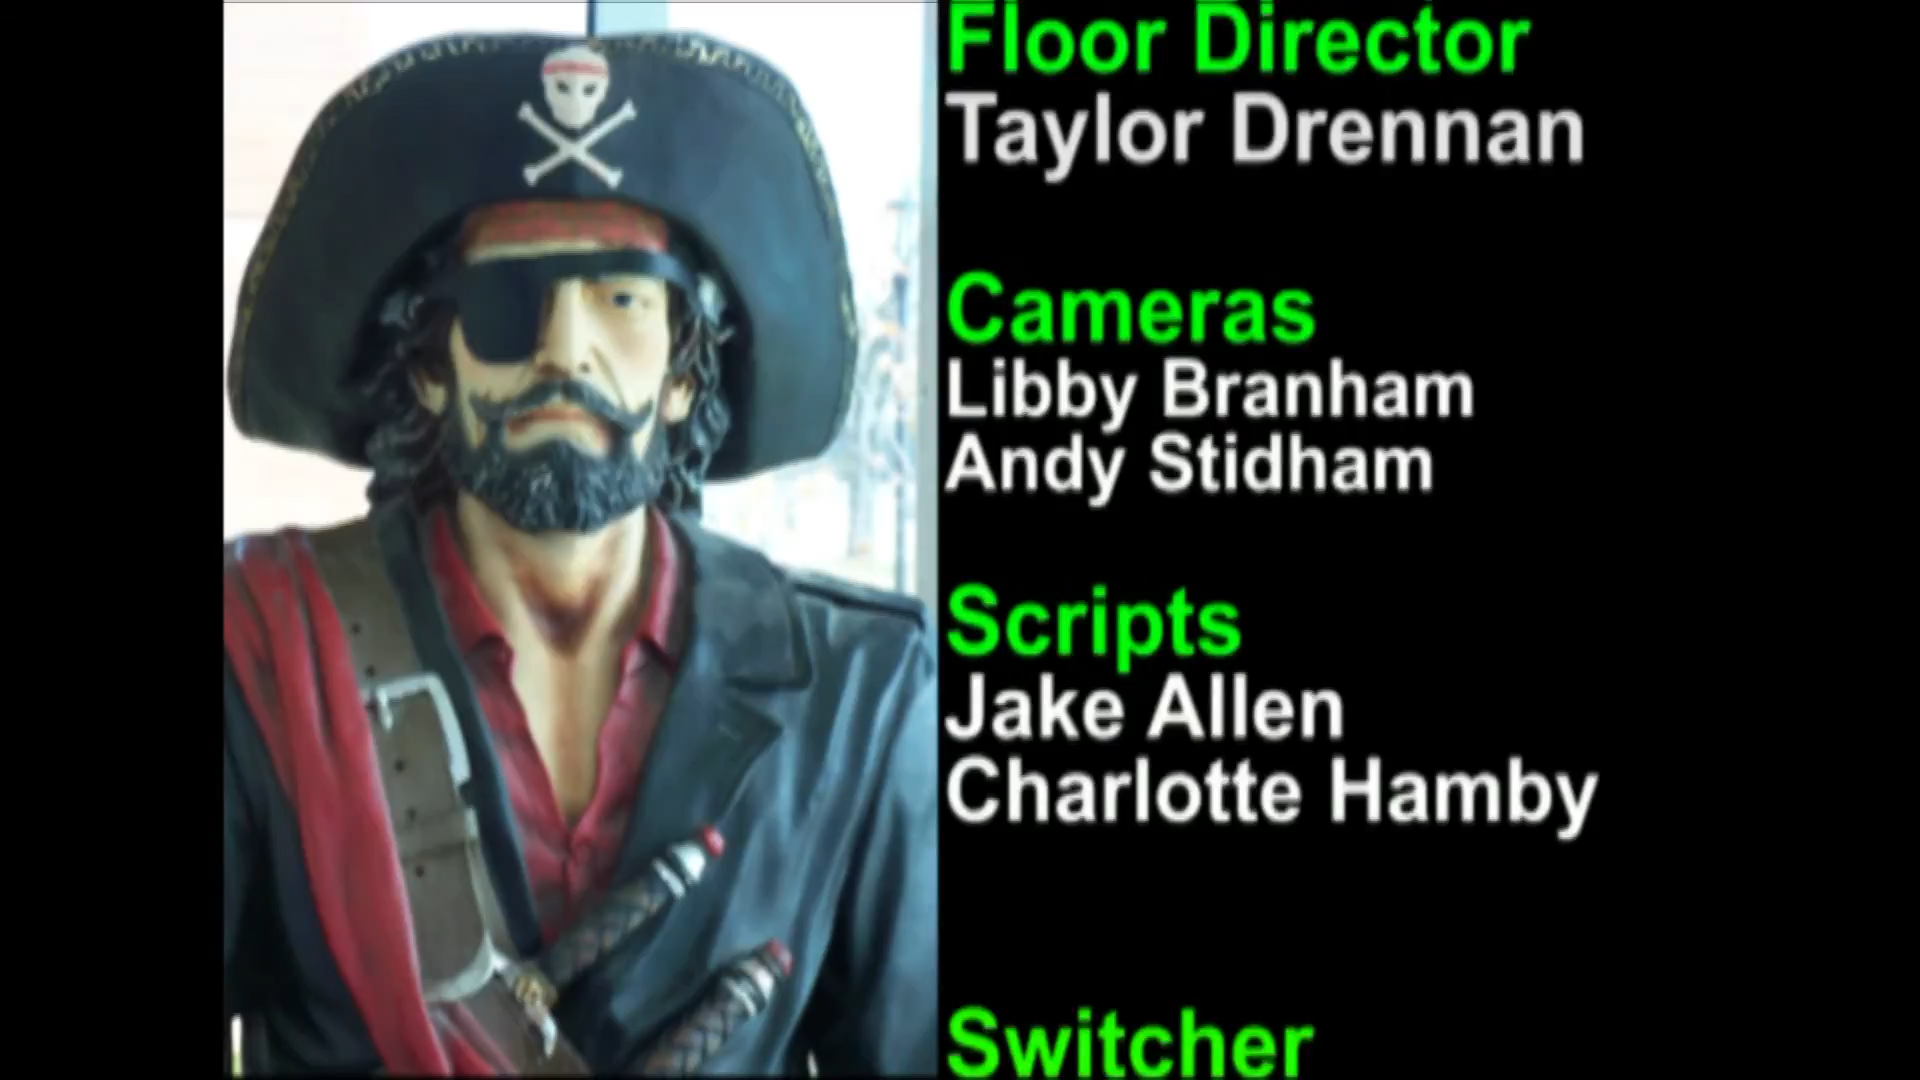 Floor Director
Taylor Drennan
Cameras
Libby Branham
Andy Stidham
Scripts
Jake Allen
Charlotte Hamby
Switcher